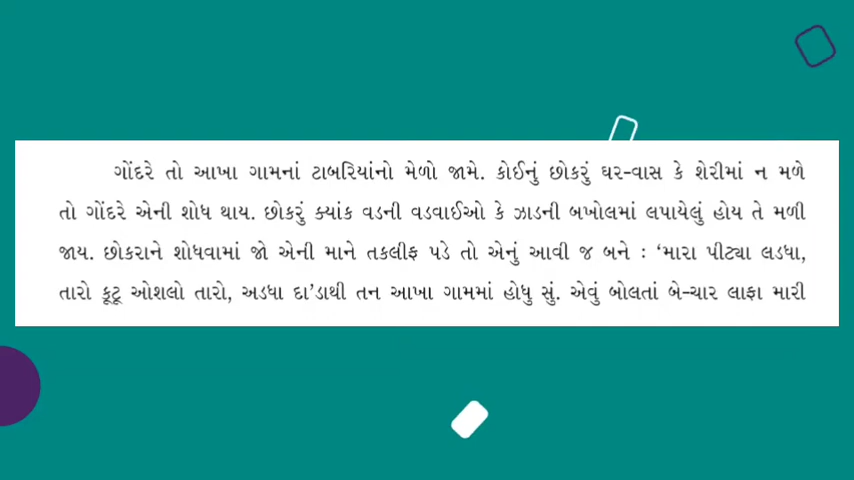 ગોંદરે તો આખા ગામનાં ટાબરિયાંનો મેળો જામે. કોઈનું છોકરું ઘર-વાસ કે શેરીમાં ન મળે
તો ગોંદરે એની શોધ થાય. છોકરું ક્યાંક વડની વડવાઈઓ કે ઝાડની બખોલમાં લપાયેલું હોય તે મળી
જાય. છોકરાને શોધવામાં જો એની માને તકલીફ પડે તો એનું આવી જ બને : ‘મારા પીટ્યા લડધા,
તારો કૂટૂ ઓશલો તારો, અડધા દા’ડાથી તન આખા ગામમાં હોધુ સું. એવું બોલતાં બે-ચાર લાફા મારી